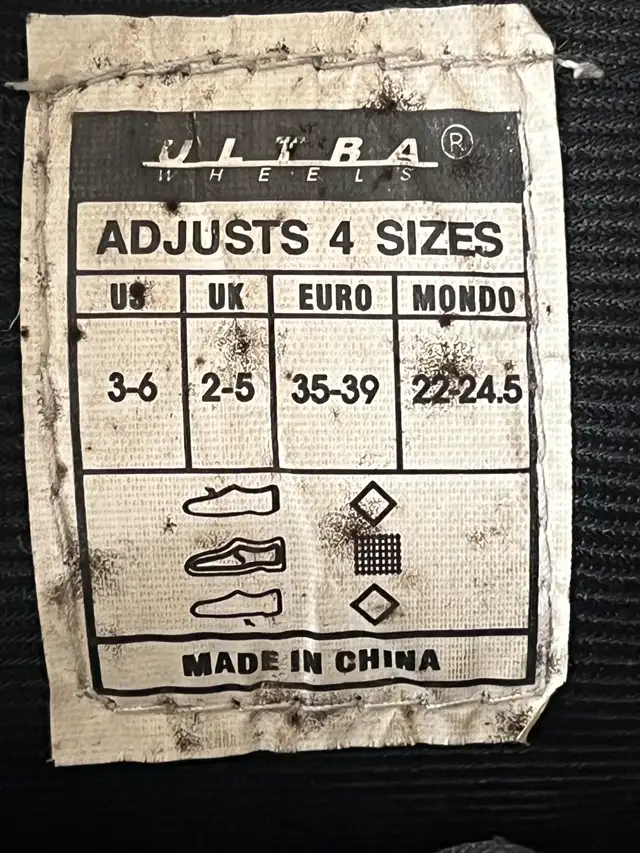 ULTRA ®
WHEELS
ADJUSTS 4 SIZES
US UK EURO MONDO
3-6 2-5 35-39 22-24.5
MADE IN CHINA